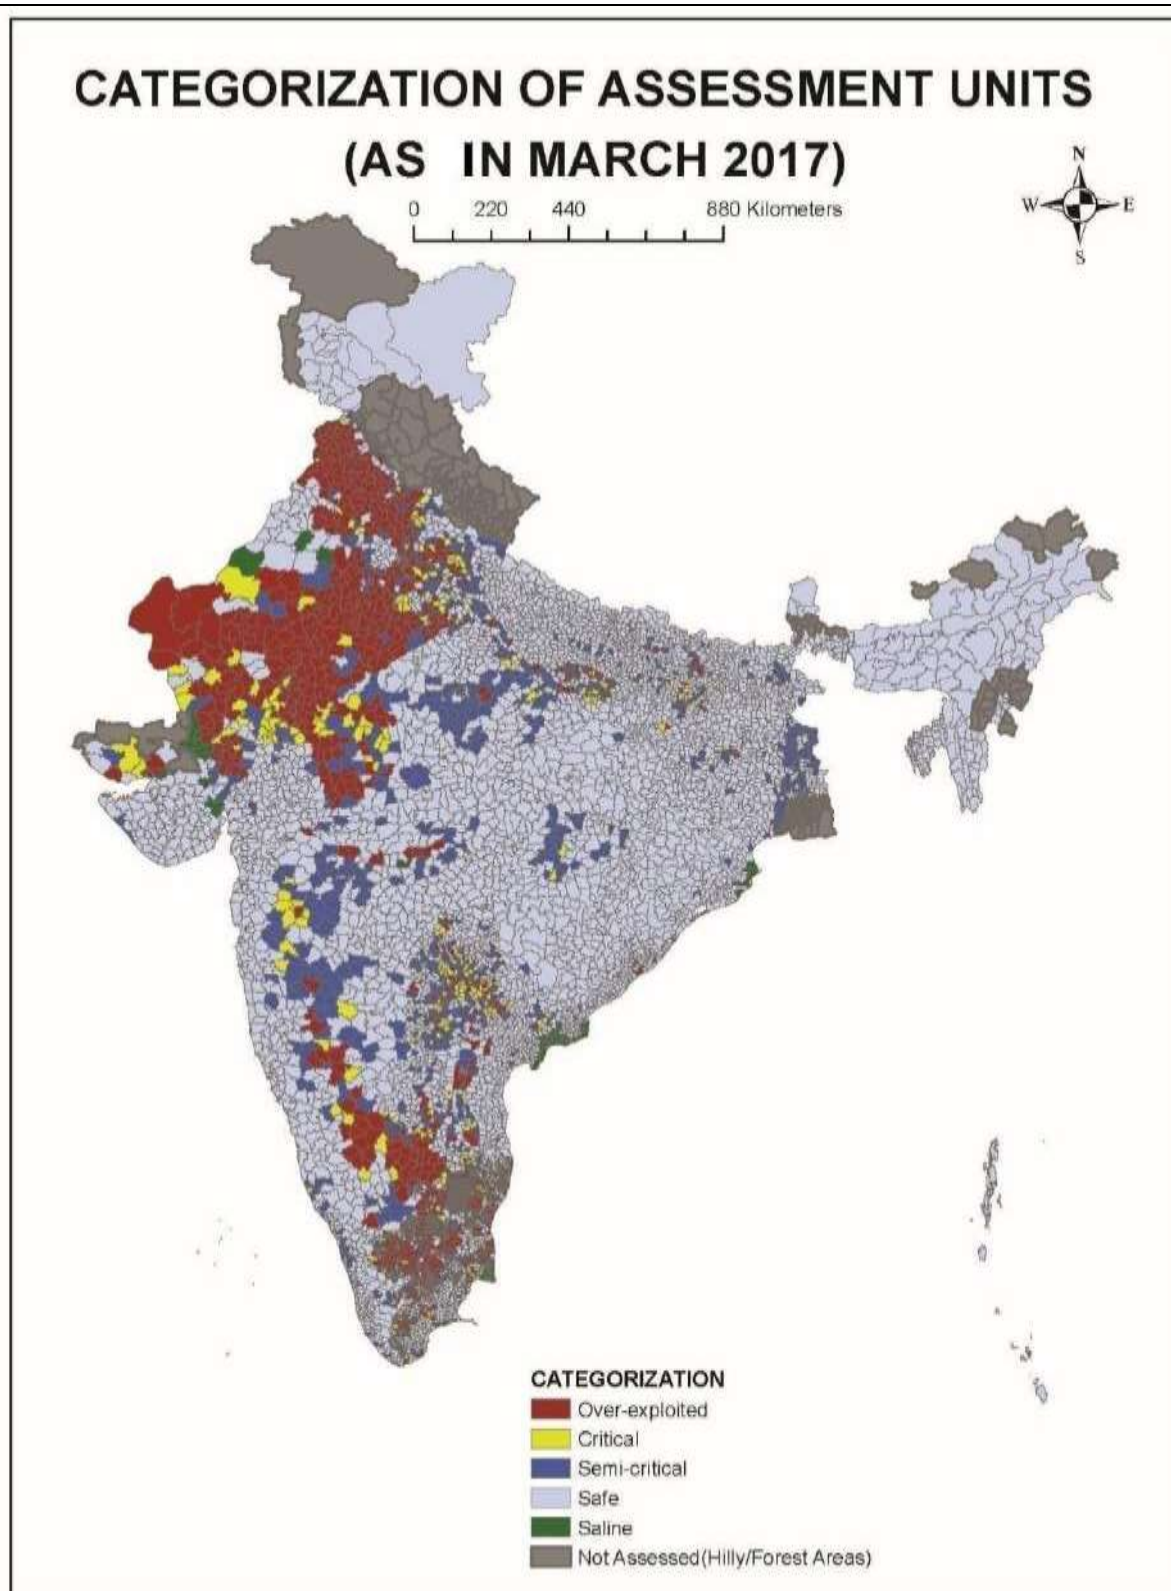 CATEGORIZATION OF ASSESSMENT UNITS
(AS IN MARCH 2017)
N
W E
S
0 220 440 880 Kilometers
CATEGORIZATION
Over-exploited
Critical
Semi-critical
Safe
Saline
Not Assessed(Hilly/Forest Areas)